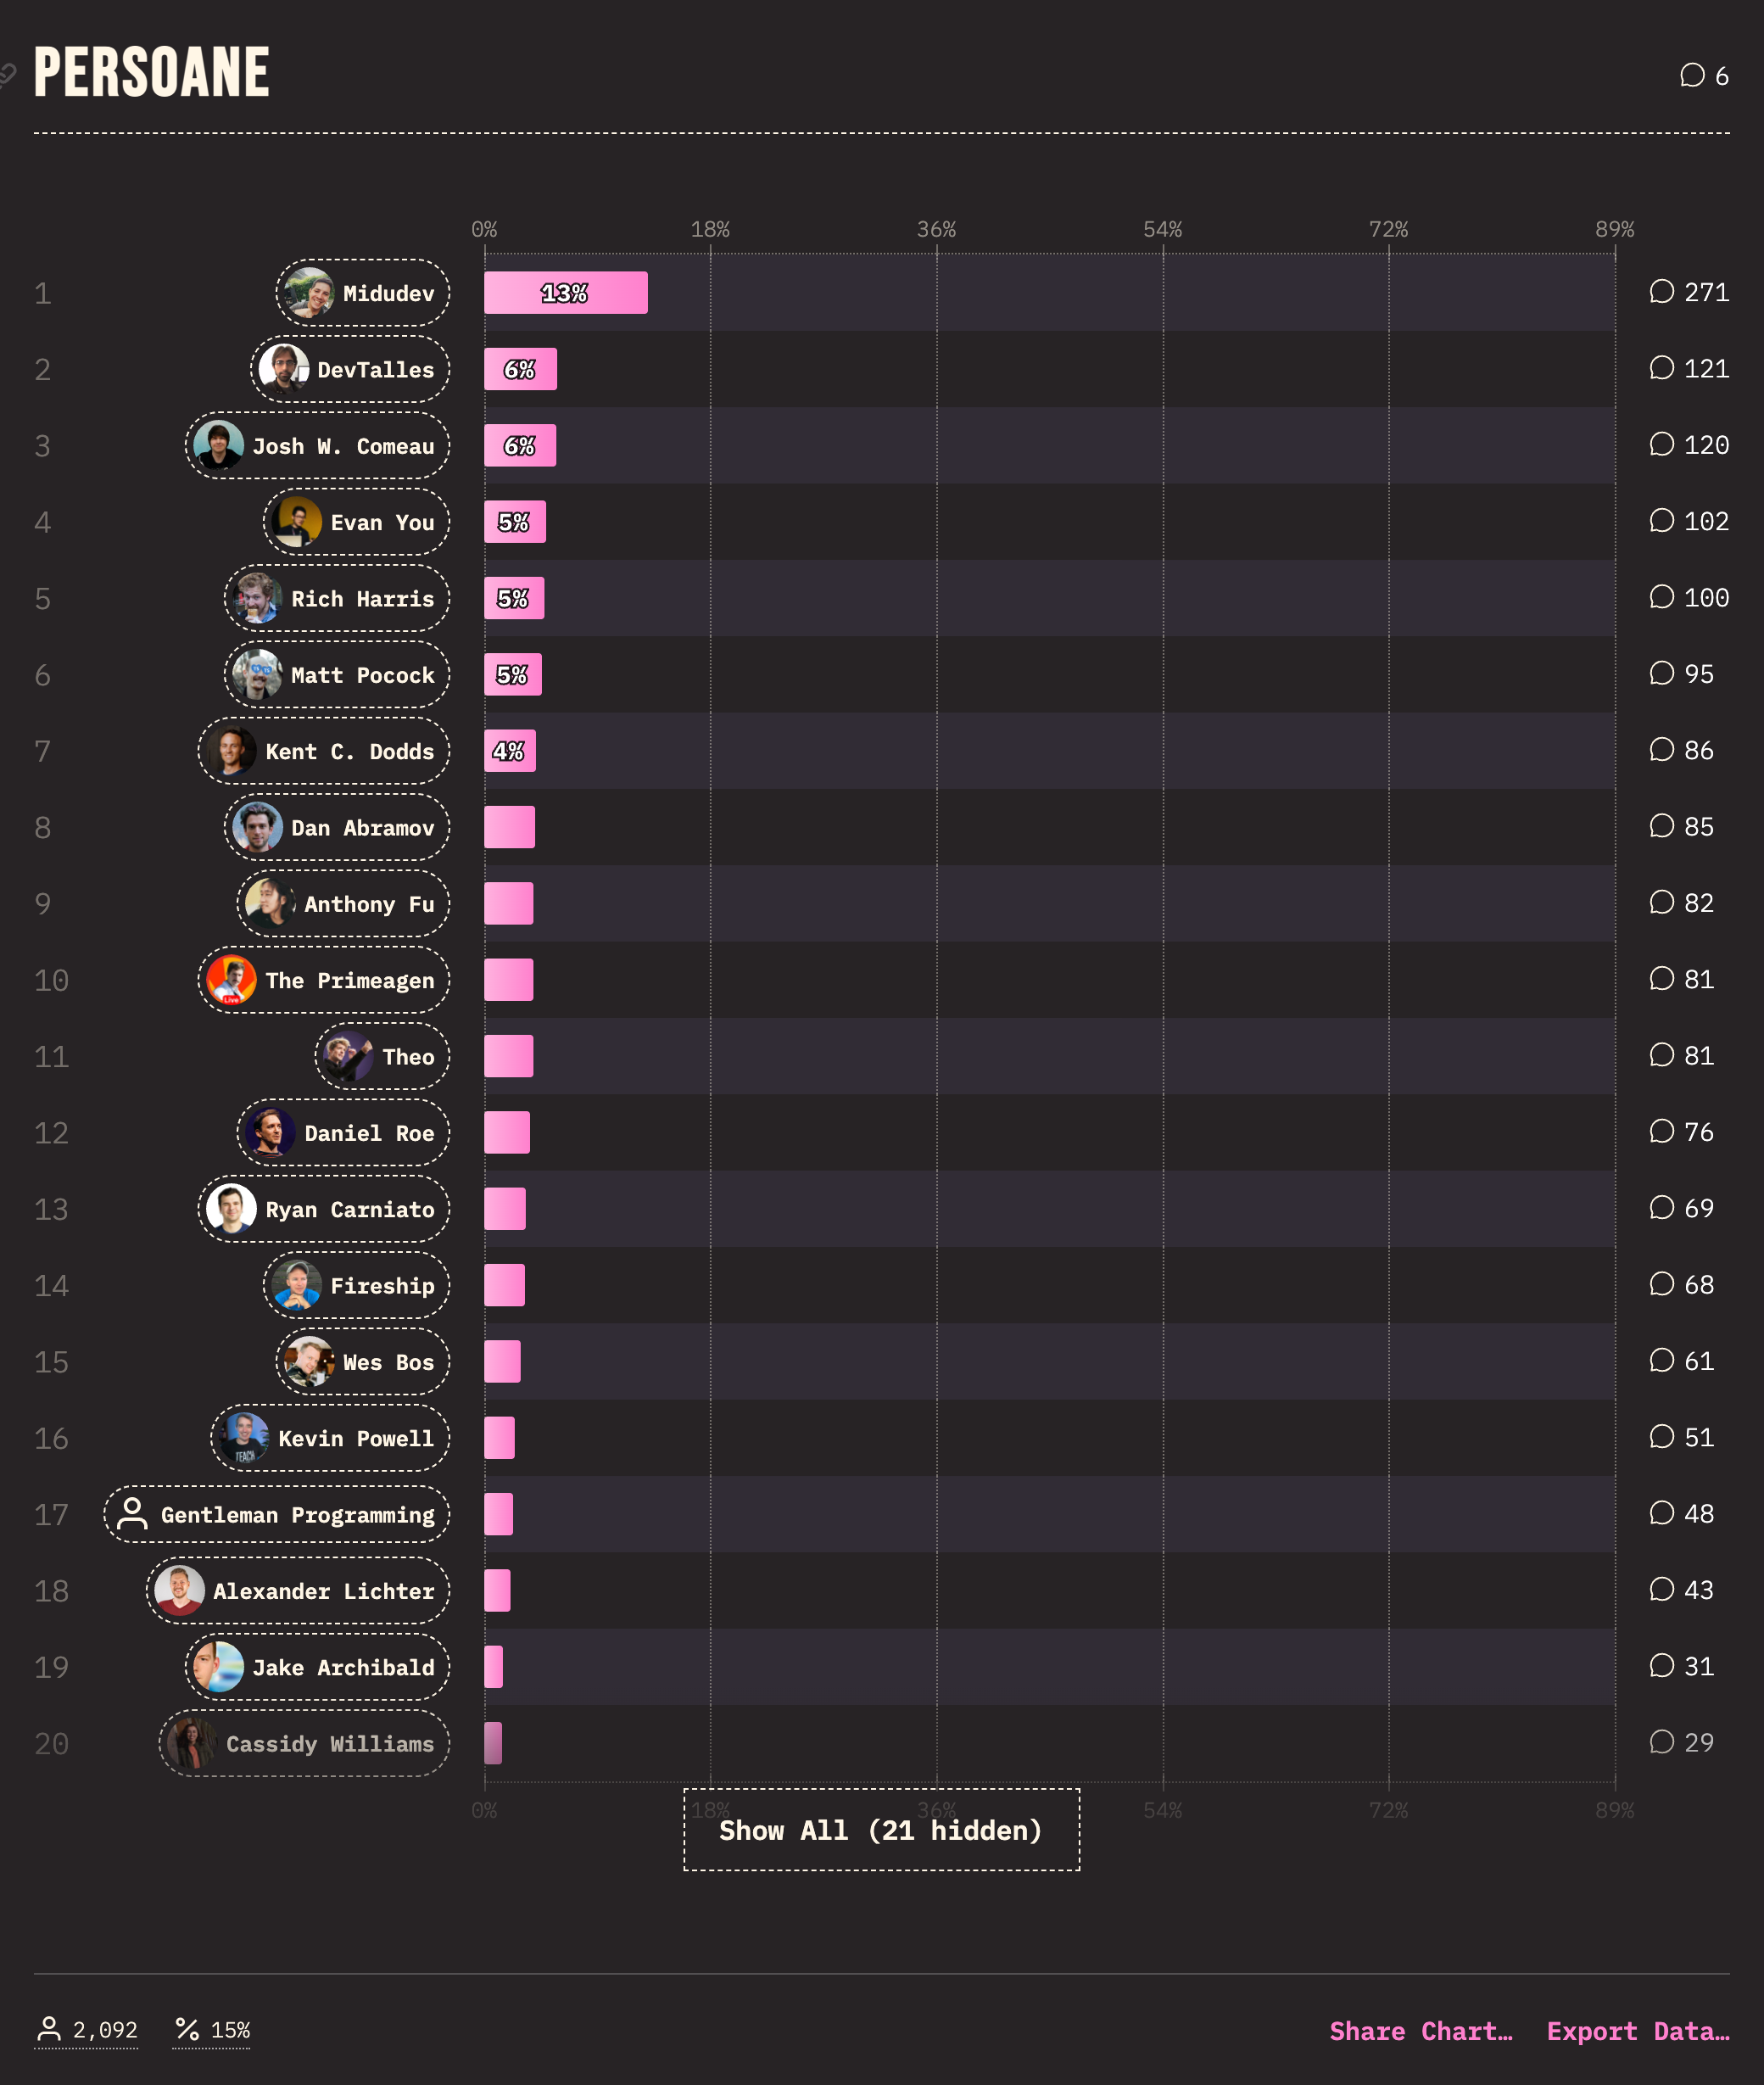 PERSOANE
6
0% 18% 36% 54% 72% 89%
1 Midudev 13% 271
2 DevTalles 6% 121
3 Josh W. Comeau 6% 120
4 Evan You 5% 102
5 Rich Harris 5% 100
6 Matt Pocock 5% 95
7 Kent C. Dodds 4% 86
8 Dan Abramov 85
9 Anthony Fu 82
10 Live The Primeagen 81
11 Theo 81
12 Daniel Roe 76
13 Ryan Carniato 69
14 Fireship 68
15 Wes Bos 61
16 TEACH Kevin Powell 51
17 Gentleman Programming 48
18 Alexander Lichter 43
19 Jake Archibald 31
20 Cassidy Williams 29
0% 18% 36% 54% 72% 89%
Show All (21 hidden)
2,092 15% Share Chart… Export Data…